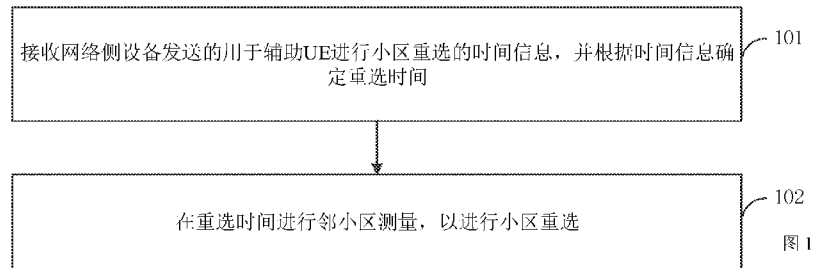 接收网络侧设备发送的用于辅助UE进行小区重选的时间信息，并根据时间信息确
定重选时间
101
在重选时间进行邻小区测量，以进行小区重选
102
图1